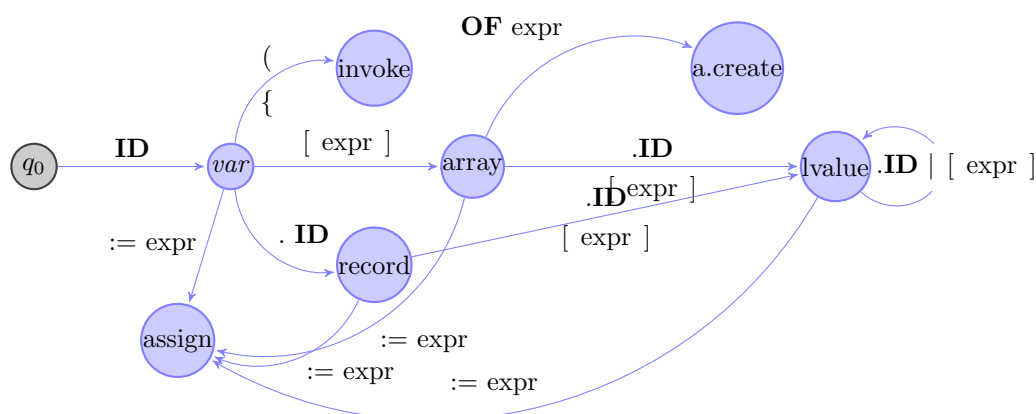 OF expr
(
invoke
a.create
{
ID
[ expr ]
.ID
q0
var
array
lvalue
.ID | [ expr ]
[ expr ]
.ID
. ID
:= expr
[ expr ]
record
assign
:= expr
:= expr
:= expr